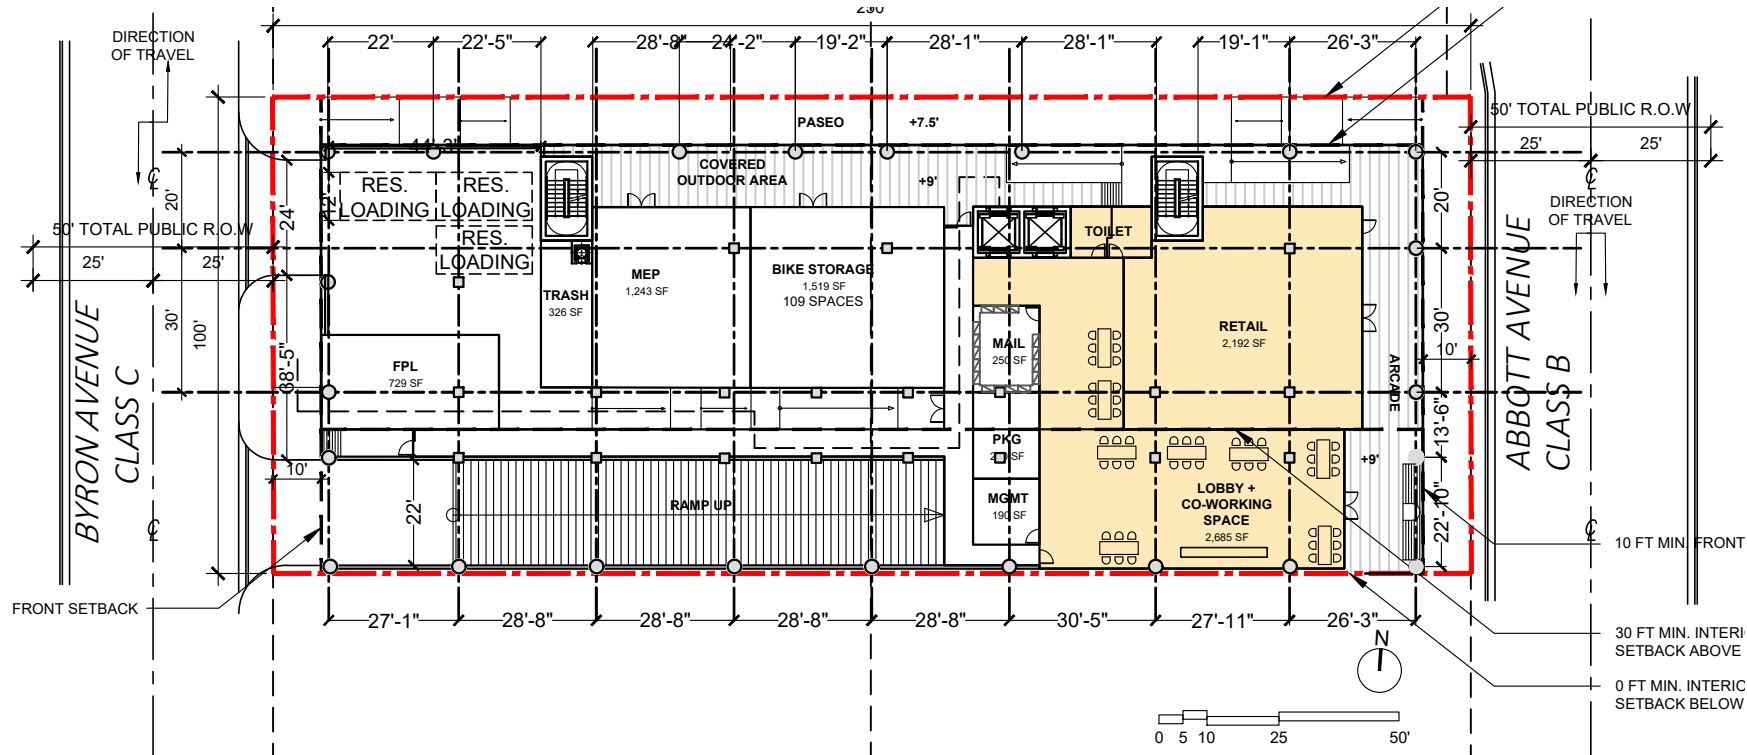 250'
DIRECTION
OF TRAVEL
22'
22'-5"
28'-8"
24'-2"
19'-2"
28'-1"
28'-1"
19'-1"
26'-3"
PASEO
+7.5'
50' TOTAL PUBLIC R.O.W
25'
25'
44'-3"
COVERED
OUTDOOR AREA
+9'
RES.
LOADING
RES.
LOADING
RES.
LOADING
12'
20'
24'
50' TOTAL PUBLIC R.O.W
25'
25'
30'
100'
38'-5"
BYRON AVENUE
CLASS C
TOILET
DIRECTION
OF TRAVEL
20'
MEP
1,243 SF
BIKE STORAGE
1,519 SF
109 SPACES
TRASH
326 SF
RETAIL
2,192 SF
MAIL
250 SF
FPL
729 SF
ARCADE
30'
10'
13'-6"
ABBOTT AVENUE
CLASS B
PKG
SF
+9'
10'
22'
RAMP UP
MGMT
190 SF
LOBBY +
CO-WORKING
SPACE
2,685 SF
22'-10"
10 FT MIN. FRONT
FRONT SETBACK
27'-1"
28'-8"
28'-8"
28'-8"
28'-8"
30'-5"
27'-11"
26'-3"
30 FT MIN.
SETBACK ABOVE
N
0 FT MIN.
SETBACK BELOW
0 5 10 25 50'